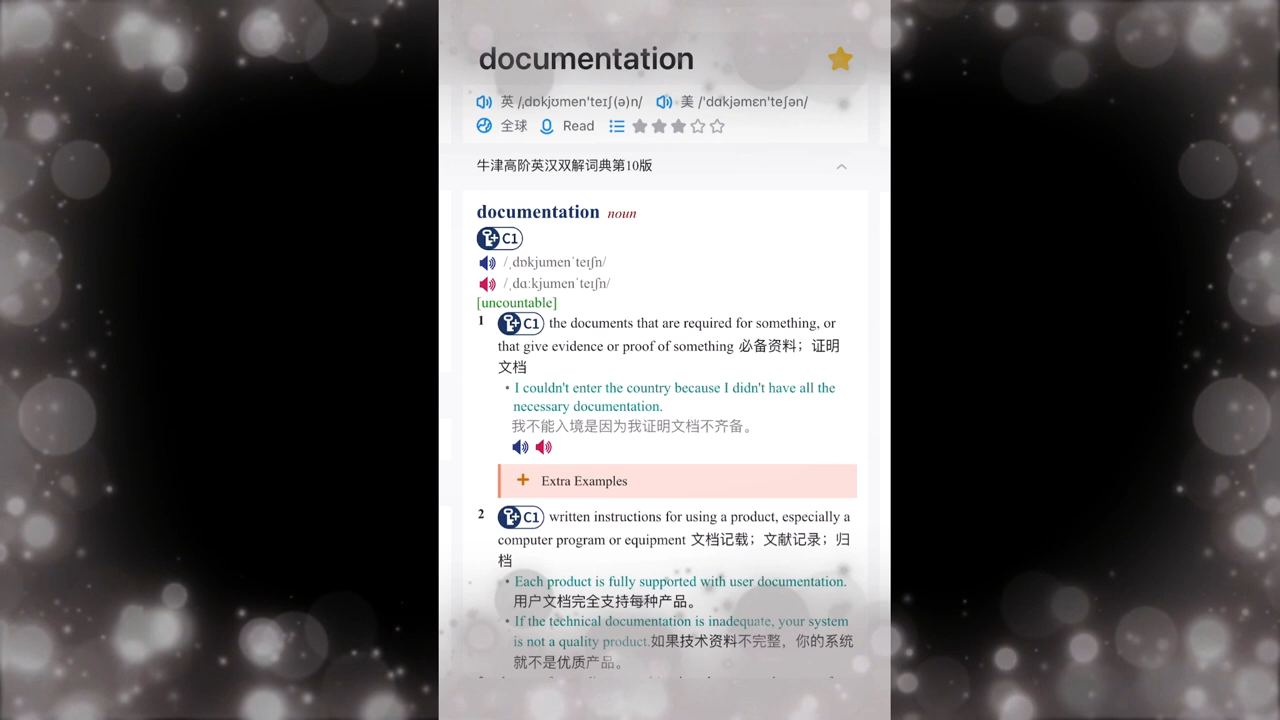 documentation
英 /ˌdɒkjʊmen'teɪʃ(ə)n/ 美 /'dɑkjəmɛn'teʃən/
全球 Read
牛津高阶英汉双解词典第10版
documentation noun
C1
/ˌdɒkjumenˈteɪʃn/
/ˌdɑːkjumenˈteɪʃn/
[uncountable]
1 C1 the documents that are required for something, or
that give evidence or proof of something 必备资料；证明
文档
• I couldn't enter the country because I didn't have all the
necessary documentation.
我不能入境是因为我证明文档不齐备。
Extra Examples
2 C1 written instructions for using a product, especially a
computer program or equipment 文档记载；文献记录；归
档
• Each product is fully supported with user documentation.
用户文档完全支持每种产品。
• If the technical documentation is inadequate, your system
is not a quality product.如果技术资料不完整，你的系统
就不是优质产品。